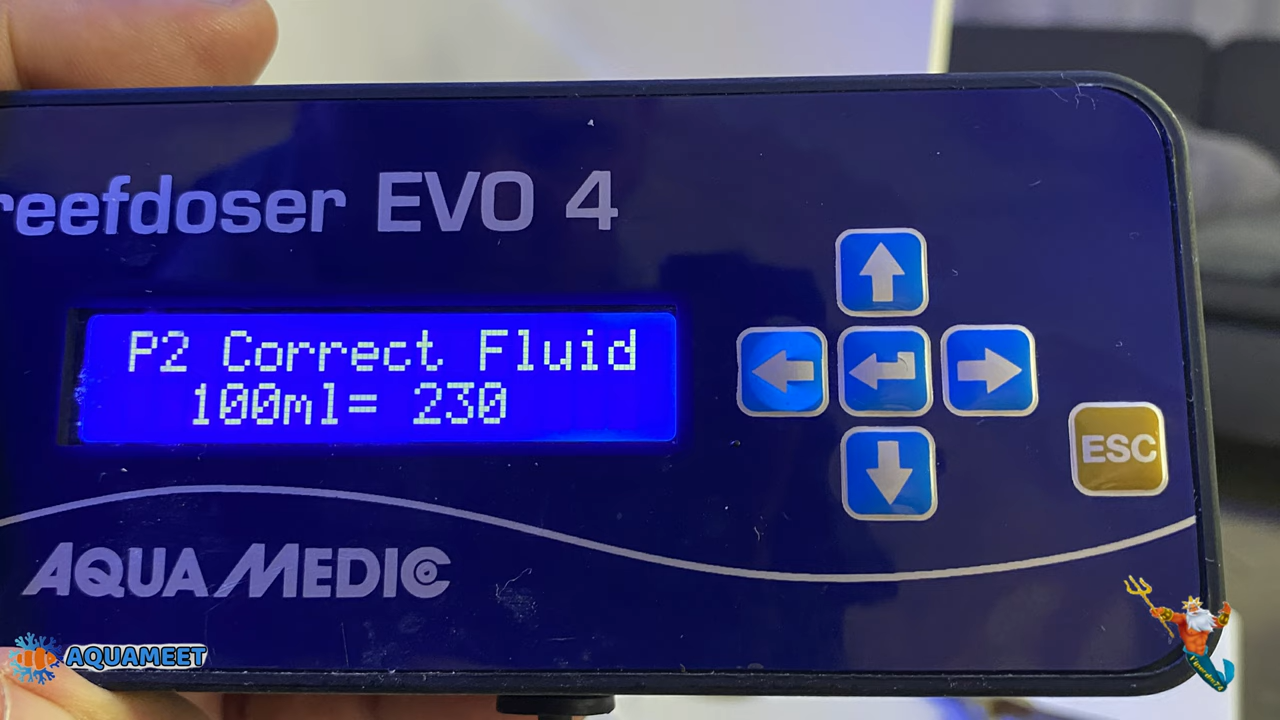 reefdoser EVO 4
P2 Correct Fluid
100ml= 230
ESC
AQUA MEDIC
AQUAMEET